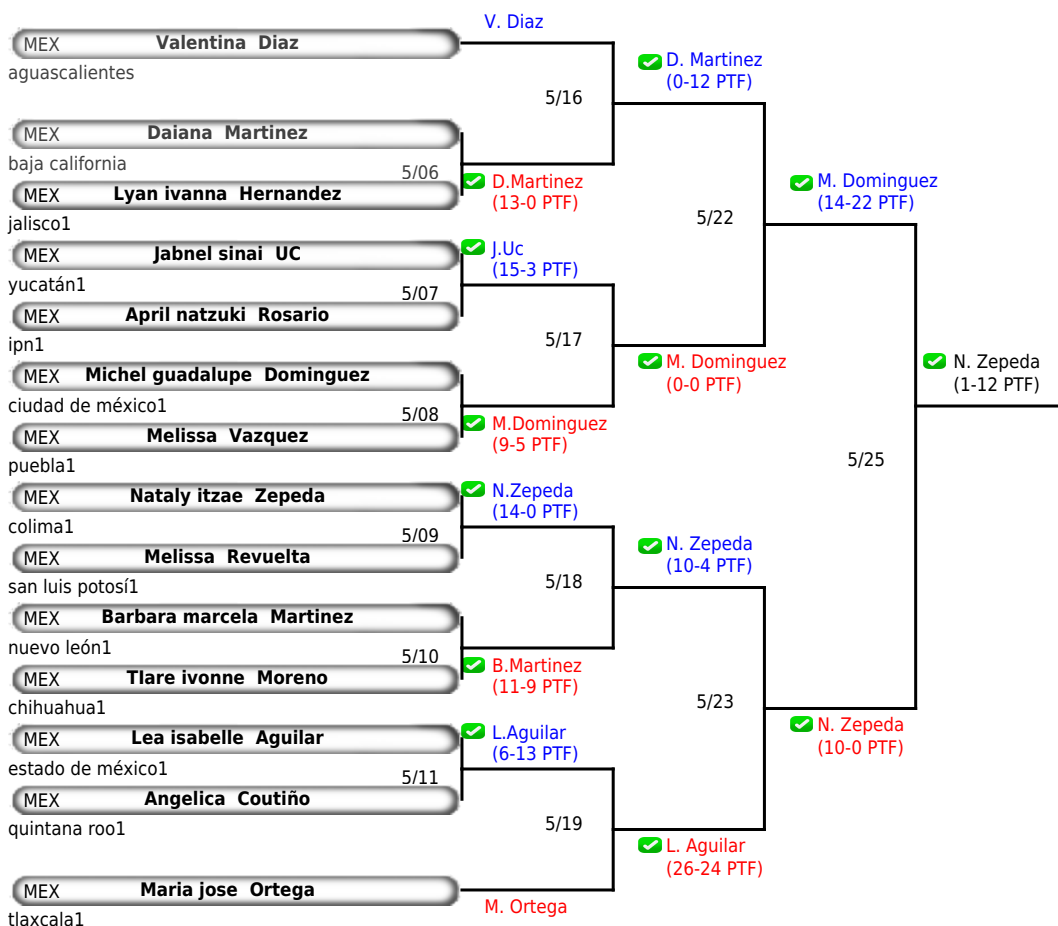 V. Diaz
MEX Valentina Diaz
aguascalientes
D. Martinez
(0-12 PTF)
5/16
MEX Daiana Martinez
baja california
5/06
D.Martinez
(13-0 PTF)
MEX Lyan ivanna Hernandez
jalisco1
M. Dominguez
(14-22 PTF)
5/22
MEX Jabnel sinai UC
yucatán1
J.Uc
(15-3 PTF)
5/07
MEX April natzuki Rosario
ipn1
5/17
M. Dominguez
(0-0 PTF)
N. Zepeda
(1-12 PTF)
MEX Michel guadalupe Dominguez
ciudad de méxico1
5/08
M.Dominguez
(9-5 PTF)
MEX Melissa Vazquez
puebla1
5/25
MEX Nataly itzae Zepeda
colima1
N.Zepeda
(14-0 PTF)
5/09
MEX Melissa Revuelta
san luis potosí1
N. Zepeda
(10-4 PTF)
5/18
MEX Barbara marcela Martinez
nuevo león1
5/10
B.Martinez
(11-9 PTF)
MEX Tlare ivonne Moreno
chihuahua1
5/23
N. Zepeda
(10-0 PTF)
MEX Lea isabelle Aguilar
estado de méxico1
L.Aguilar
(6-13 PTF)
5/11
MEX Angelica Coutiño
quintana roo1
5/19
L. Aguilar
(26-24 PTF)
MEX Maria jose Ortega
tlaxcala1
M. Ortega